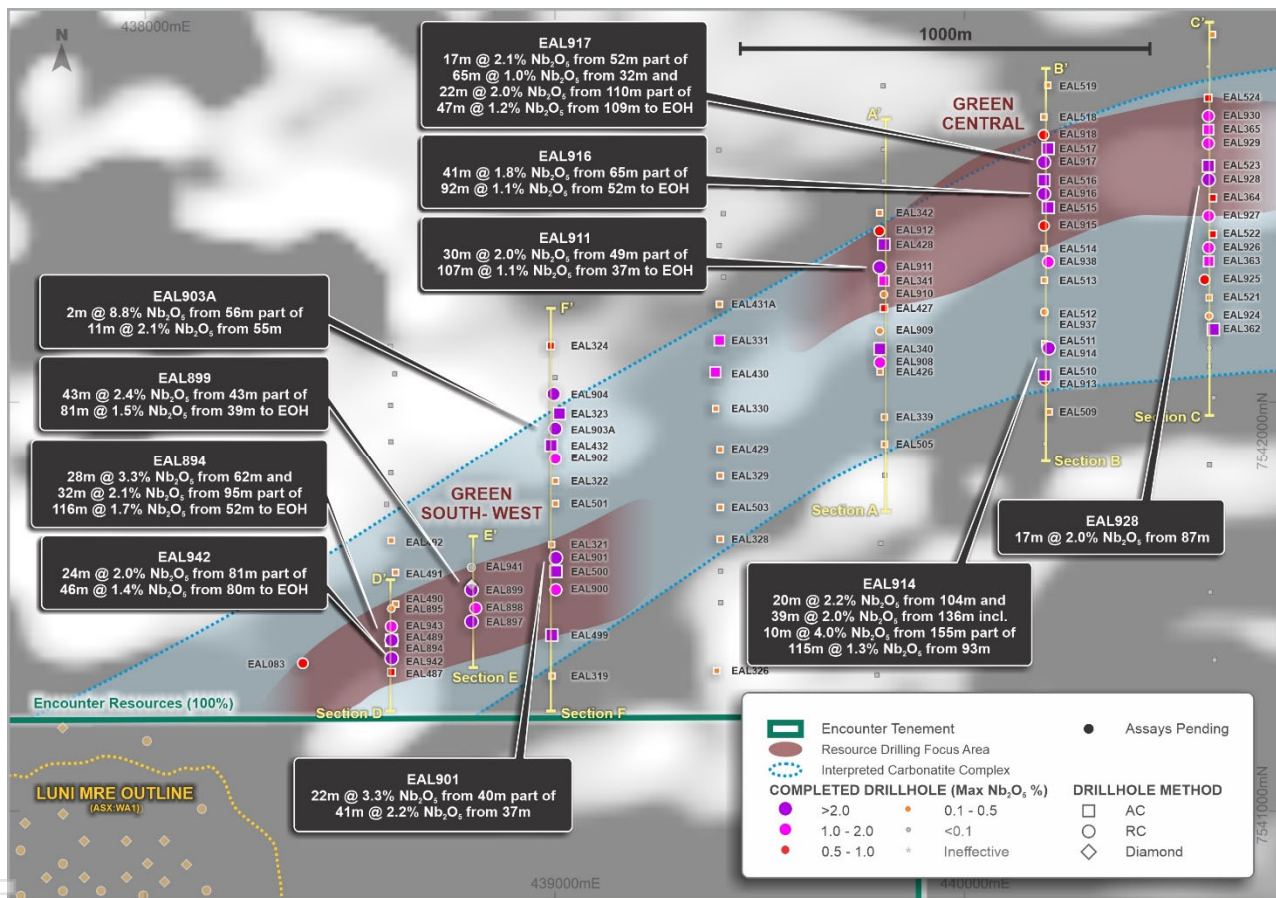 438000mE
N
1000m
C'
B'
A'
EAL917
17m @ 2.1% Nb₂O₅ from 52m part of
65m @ 1.0% Nb₂O₅ from 32m and
22m @ 2.0% Nb₂O₅ from 110m part of
47m @ 1.2% Nb₂O₅ from 109m to EOH
EAL916
41m @ 1.8% Nb₂O₅ from 65m part of
92m @ 1.1% Nb₂O₅ from 52m to EOH
EAL911
30m @ 2.0% Nb₂O₅ from 49m part of
107m @ 1.1% Nb₂O₅ from 37m to EOH
EAL903A
2m @ 8.8% Nb₂O₅ from 56m part of
11m @ 2.1% Nb₂O₅ from 55m
EAL899
43m @ 2.4% Nb₂O₅ from 43m part of
81m @ 1.5% Nb₂O₅ from 39m to EOH
EAL894
28m @ 3.3% Nb₂O₅ from 62m and
32m @ 2.1% Nb₂O₅ from 95m part of
116m @ 1.7% Nb₂O₅ from 52m to EOH
EAL942
24m @ 2.0% Nb₂O₅ from 81m part of
46m @ 1.4% Nb₂O₅ from 80m to EOH
GREEN
CENTRAL
EAL519
EAL518
EAL918
EAL517
EAL917
EAL516
EAL916
EAL515
EAL915
EAL514
EAL938
EAL513
EAL512
EAL937
EAL511
EAL914
EAL510
EAL913
EAL509
Section B
EAL524
EAL930
EAL365
EAL929
EAL523
EAL928
EAL364
EAL927
EAL522
EAL926
EAL363
EAL925
EAL521
EAL924
EAL362
Section C
EAL342
EAL912
EAL428
EAL911
EAL341
EAL910
EAL427
EAL909
EAL340
EAL908
EAL426
EAL339
EAL505
Section A
EAL431A
EAL331
EAL430
EAL330
EAL429
EAL329
EAL503
EAL328
EAL326
F'
EAL324
EAL904
EAL323
EAL903A
EAL432
EAL902
EAL322
EAL501
EAL321
EAL901
EAL500
EAL900
EAL499
EAL319
Section F
GREEN
SOUTH-WEST
E'
EAL941
EAL899
EAL898
EAL897
Section E
EAL492
EAL491
D'
EAL490
EAL895
EAL943
EAL489
EAL894
EAL942
EAL487
Section D
EAL083
7542000mN
EAL928
17m @ 2.0% Nb₂O₅ from 87m
EAL914
20m @ 2.2% Nb₂O₅ from 104m and
39m @ 2.0% Nb₂O₅ from 136m incl.
10m @ 4.0% Nb₂O₅ from 155m part of
115m @ 1.3% Nb₂O₅ from 93m
Encounter Resources (100%)
EAL901
22m @ 3.3% Nb₂O₅ from 40m part of
41m @ 2.2% Nb₂O₅ from 37m
LUNI MRE OUTLINE
(ASX:WA1)
Encounter Tenement
Assays Pending
Resource Drilling Focus Area
Interpreted Carbonatite Complex
COMPLETED DRILLHOLE (Max Nb₂O₅ %)
DRILLHOLE METHOD
>2.0
0.1 - 0.5
AC
1.0 - 2.0
<0.1
RC
0.5 - 1.0
Ineffective
Diamond
7541000mN
439000mE
440000mE